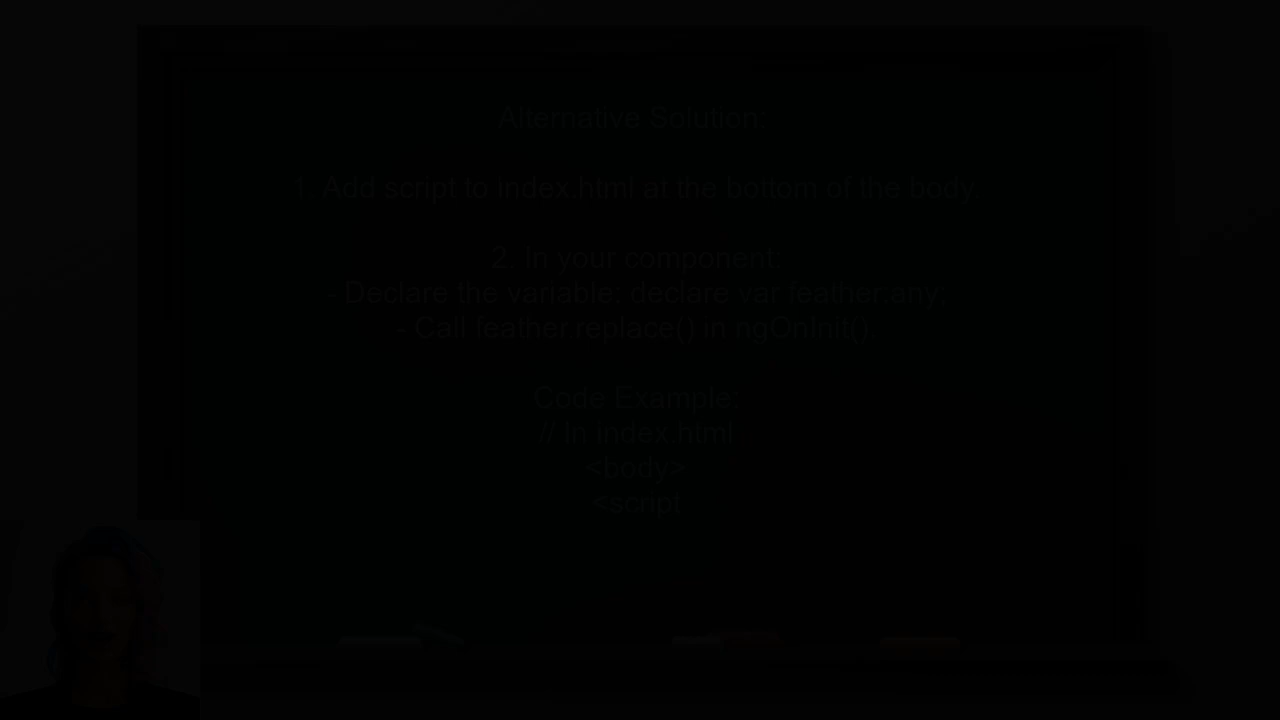 Alternative Solution:
1. Add script to index.html at the bottom of the body.
2. In your component,
- Declare the variable: declare var feather:any;
- Call feather.replace() in ngOnInit()
Code Example:
// In index.html
<body>
<script